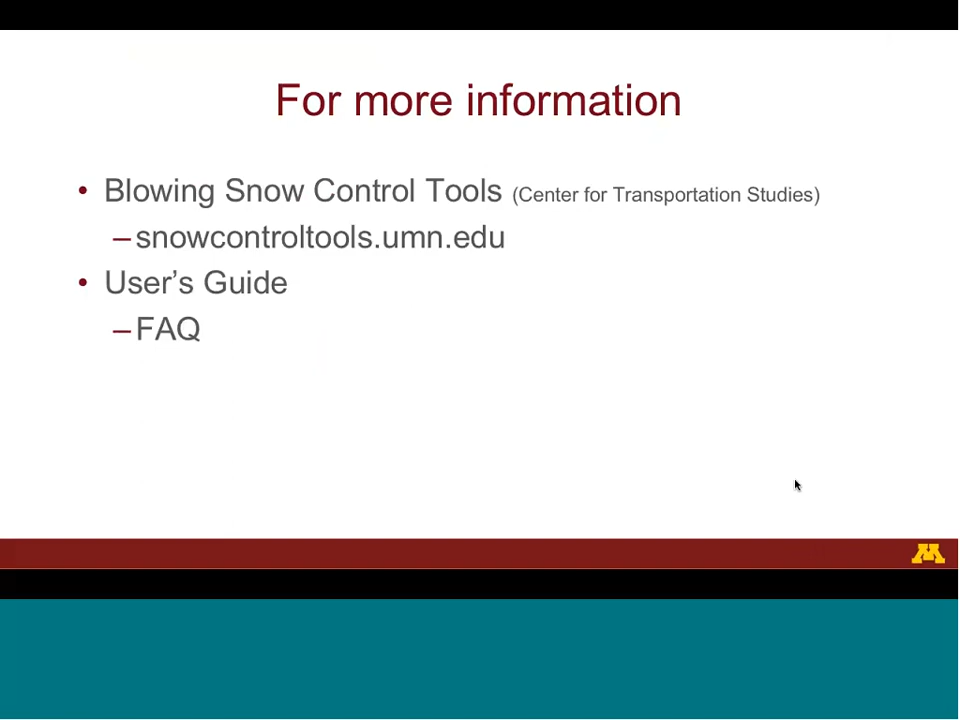 For more information
• Blowing Snow Control Tools (Center for Transportation Studies)
– snowcontroltools.umn.edu
• User’s Guide
– FAQ
M